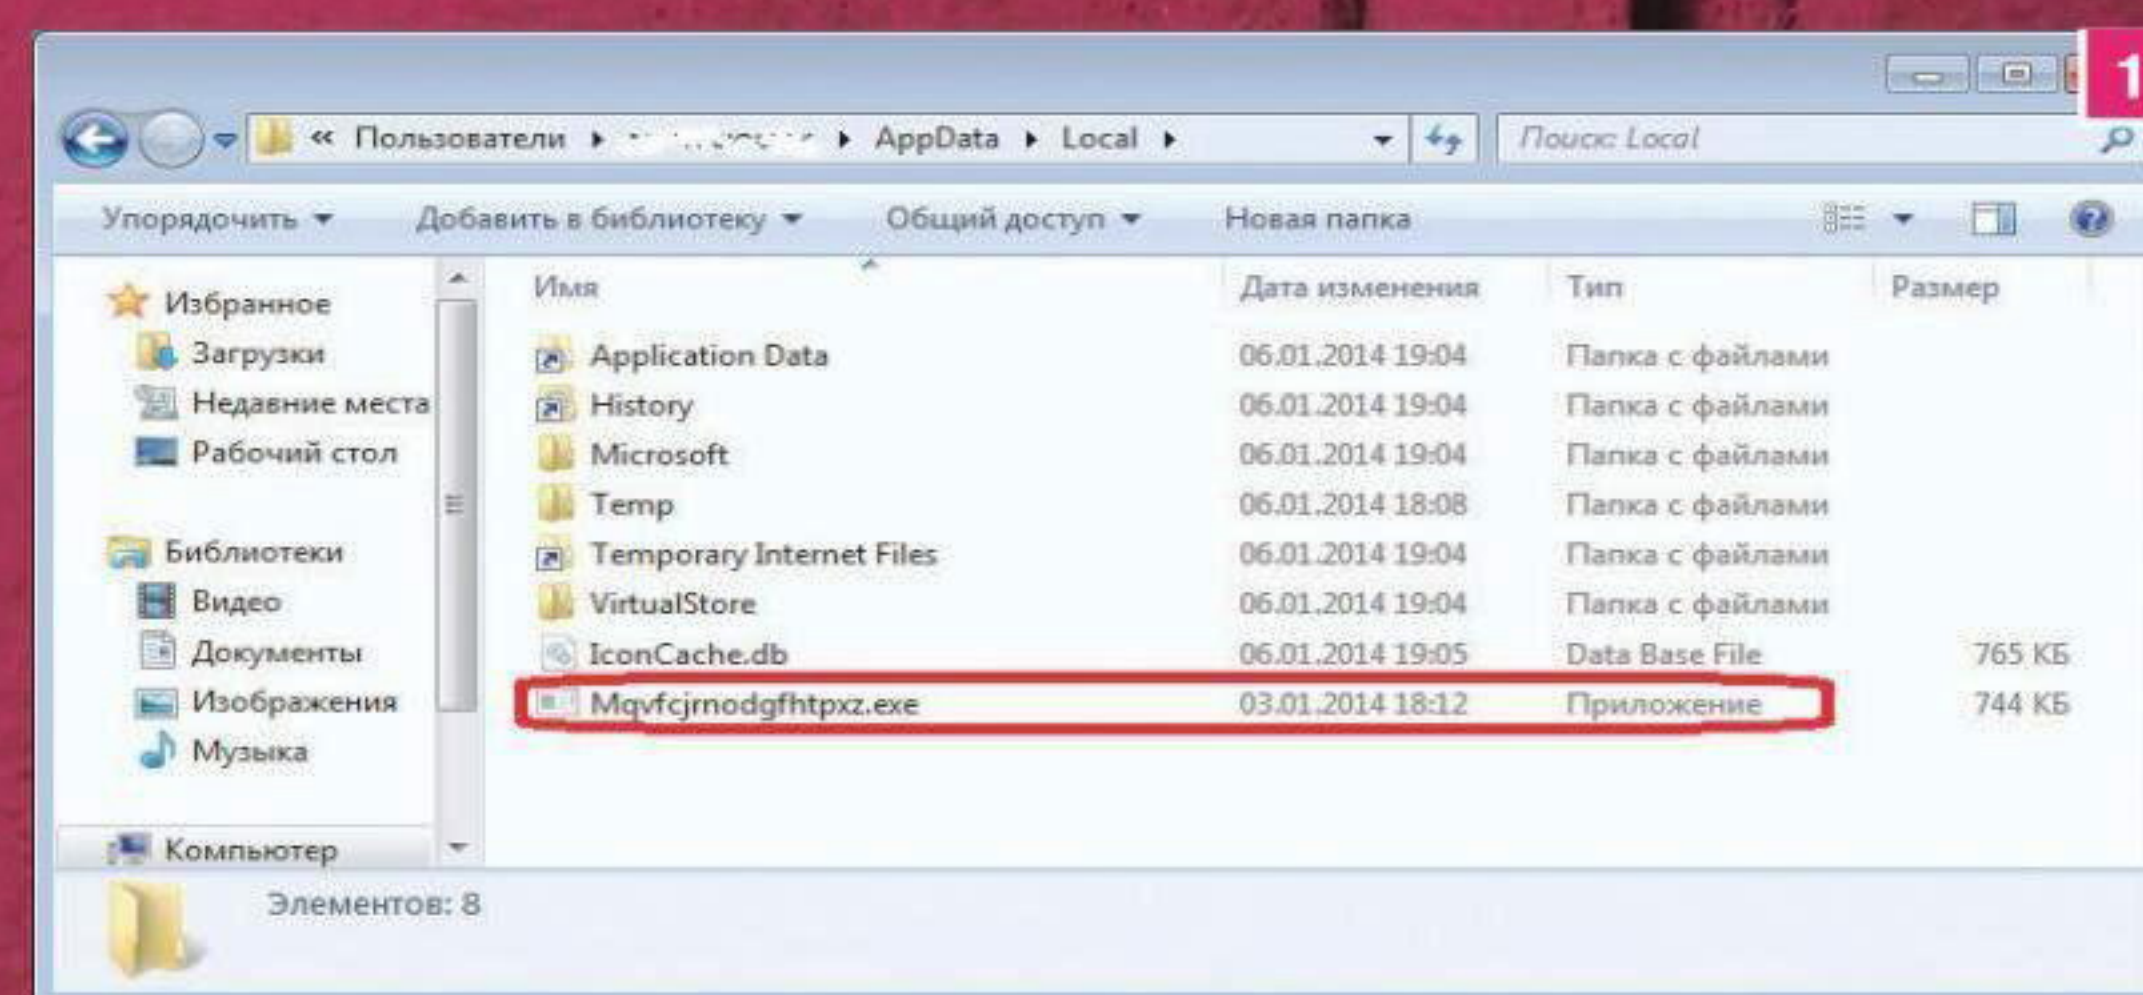 1
« Пользователи ▸ ▸ AppData ▸ Local ▸ Поиск: Local
Упорядочить Добавить в библиотеку Общий доступ Новая папка
Избранное
Загрузки
Недавние места
Рабочий стол
Библиотеки
Видео
Документы
Изображения
Музыка
Компьютер
Имя Дата изменения Тип Размер
Application Data 06.01.2014 19:04 Папка с файлами
History 06.01.2014 19:04 Папка с файлами
Microsoft 06.01.2014 19:04 Папка с файлами
Temp 06.01.2014 18:08 Папка с файлами
Temporary Internet Files 06.01.2014 19:04 Папка с файлами
VirtualStore 06.01.2014 19:04 Папка с файлами
IconCache.db 06.01.2014 19:05 Data Base File 765 КБ
Mqvfcjrnodgfhtpxz.exe 03.01.2014 18:12 Приложение 744 КБ
Элементов: 8